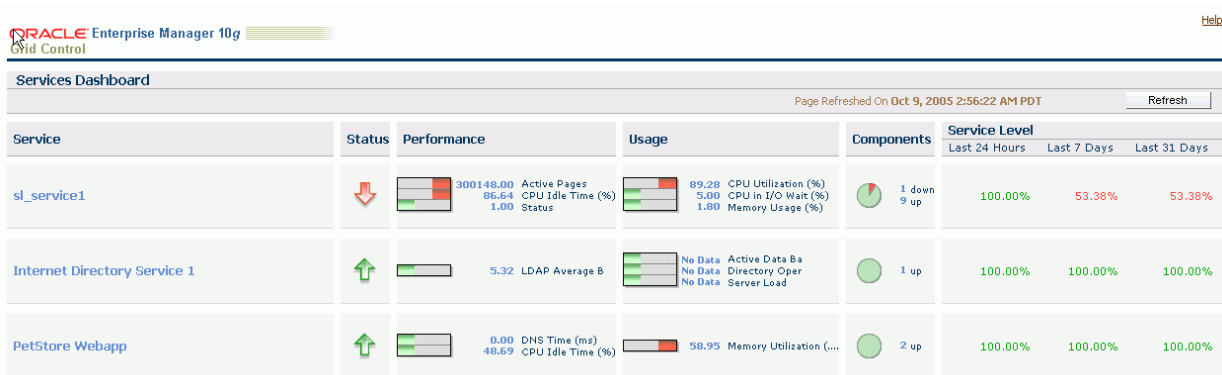 Help
ORACLE Enterprise Manager 10g
Grid Control
Services Dashboard
Page Refreshed On Oct 9, 2005 2:56:22 AM PDT
Refresh
Service Status Performance Usage Components Service Level
Last 24 Hours Last 7 Days Last 31 Days
sl_service1
300148.00 Active Pages
86.64 CPU Idle Time (%)
1.00 Status
89.28 CPU Utilization (%)
5.00 CPU in I/O Wait (%)
1.80 Memory Usage (%)
1 down
9 up
100.00% 53.38% 53.38%
Internet Directory Service 1
5.32 LDAP Average B
No Data Active Data Ba
No Data Directory Oper
No Data Server Load
1 up
100.00% 100.00% 100.00%
PetStore Webapp
0.00 DNS Time (ms)
48.69 CPU Idle Time (%)
58.95 Memory Utilization (....
2 up
100.00% 100.00% 100.00%